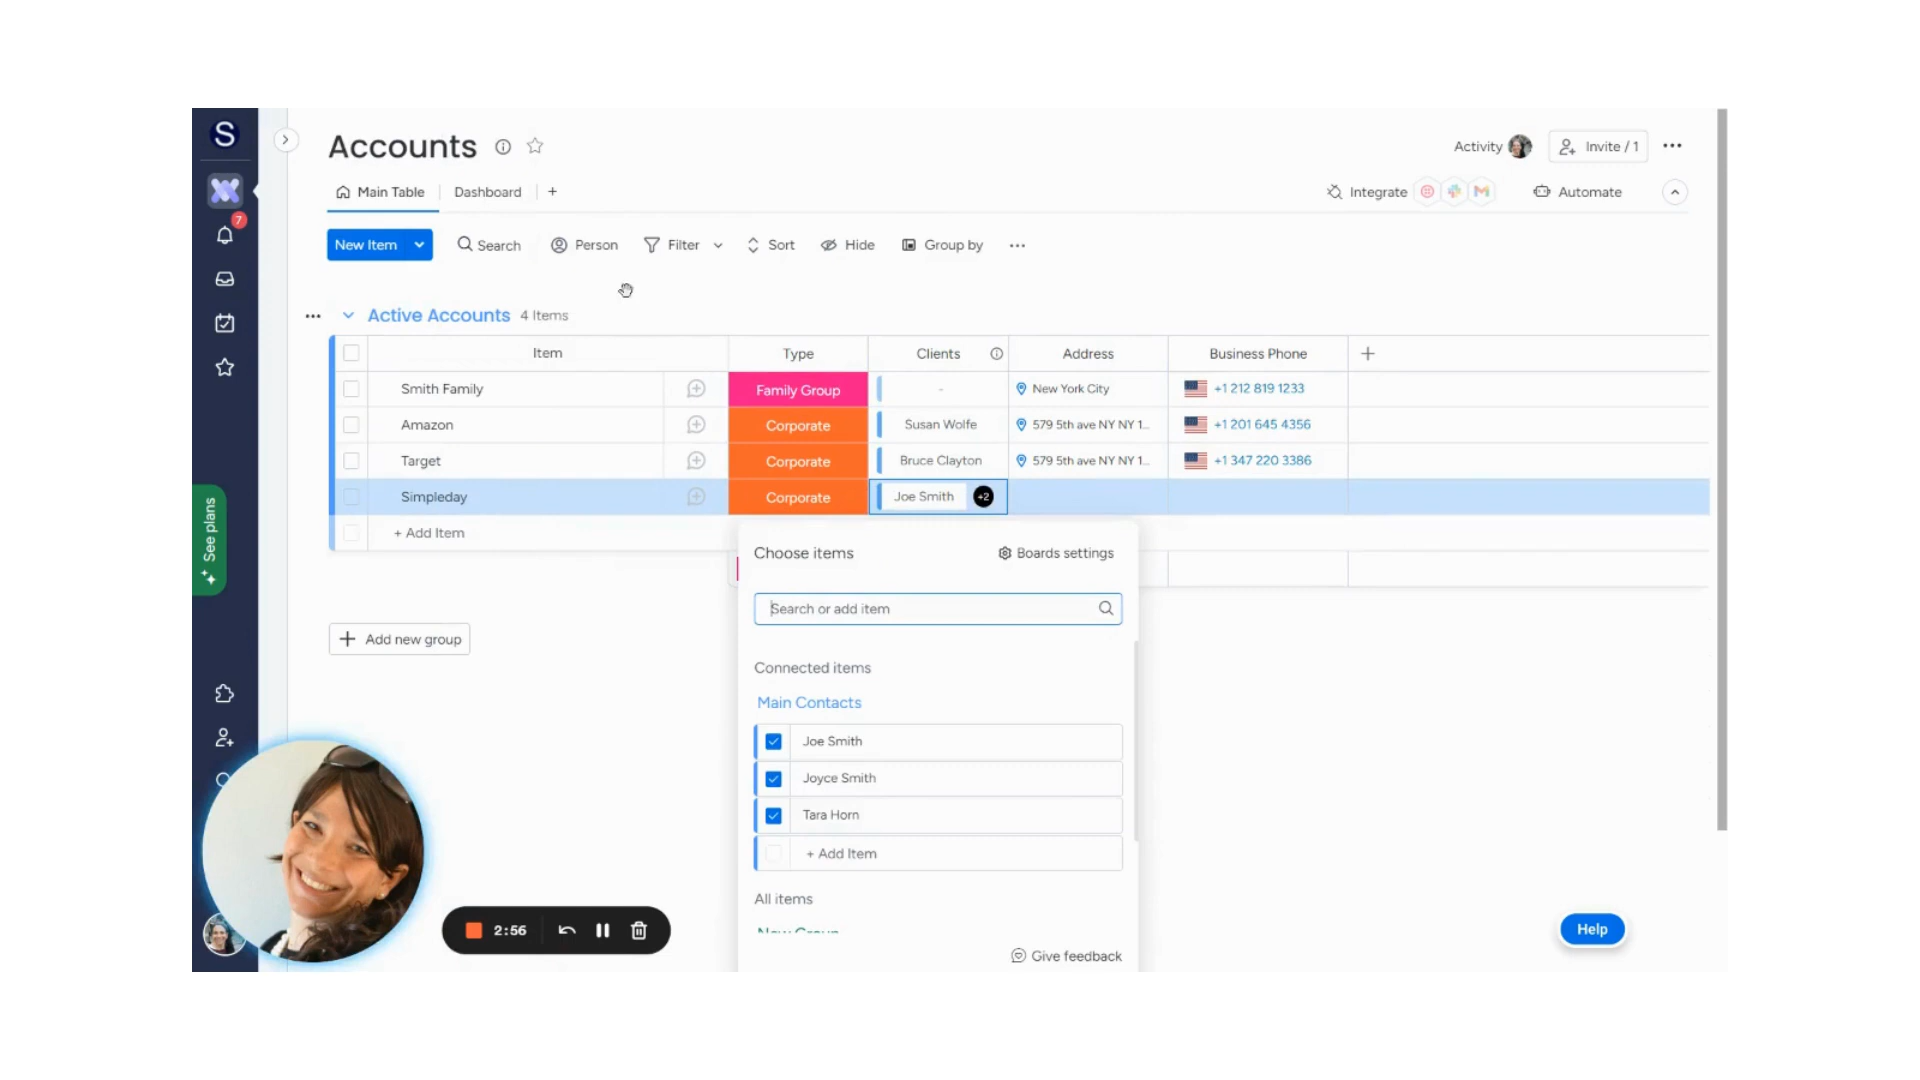 S
Accounts
Activity
Invite / 1
Main Table
Dashboard
+
Integrate
Automate
7
New Item
Search
Person
Filter
Sort
Hide
Group by
Active Accounts 4 Items
Item Type Clients Address Business Phone +
Smith Family Family Group - New York City +1 212 819 1233
Amazon Corporate Susan Wolfe 579 5th ave NY NY 1... +1 201 645 4356
Target Corporate Bruce Clayton 579 5th ave NY NY 1... +1 347 220 3386
Simpleday Corporate Joe Smith +2
+ Add Item
See plans
Choose items Boards settings
Search or add item
+ Add new group
Connected items
Main Contacts
Joe Smith
Joyce Smith
Tara Horn
+ Add Item
All items
New Group
2:56
Help
Give feedback